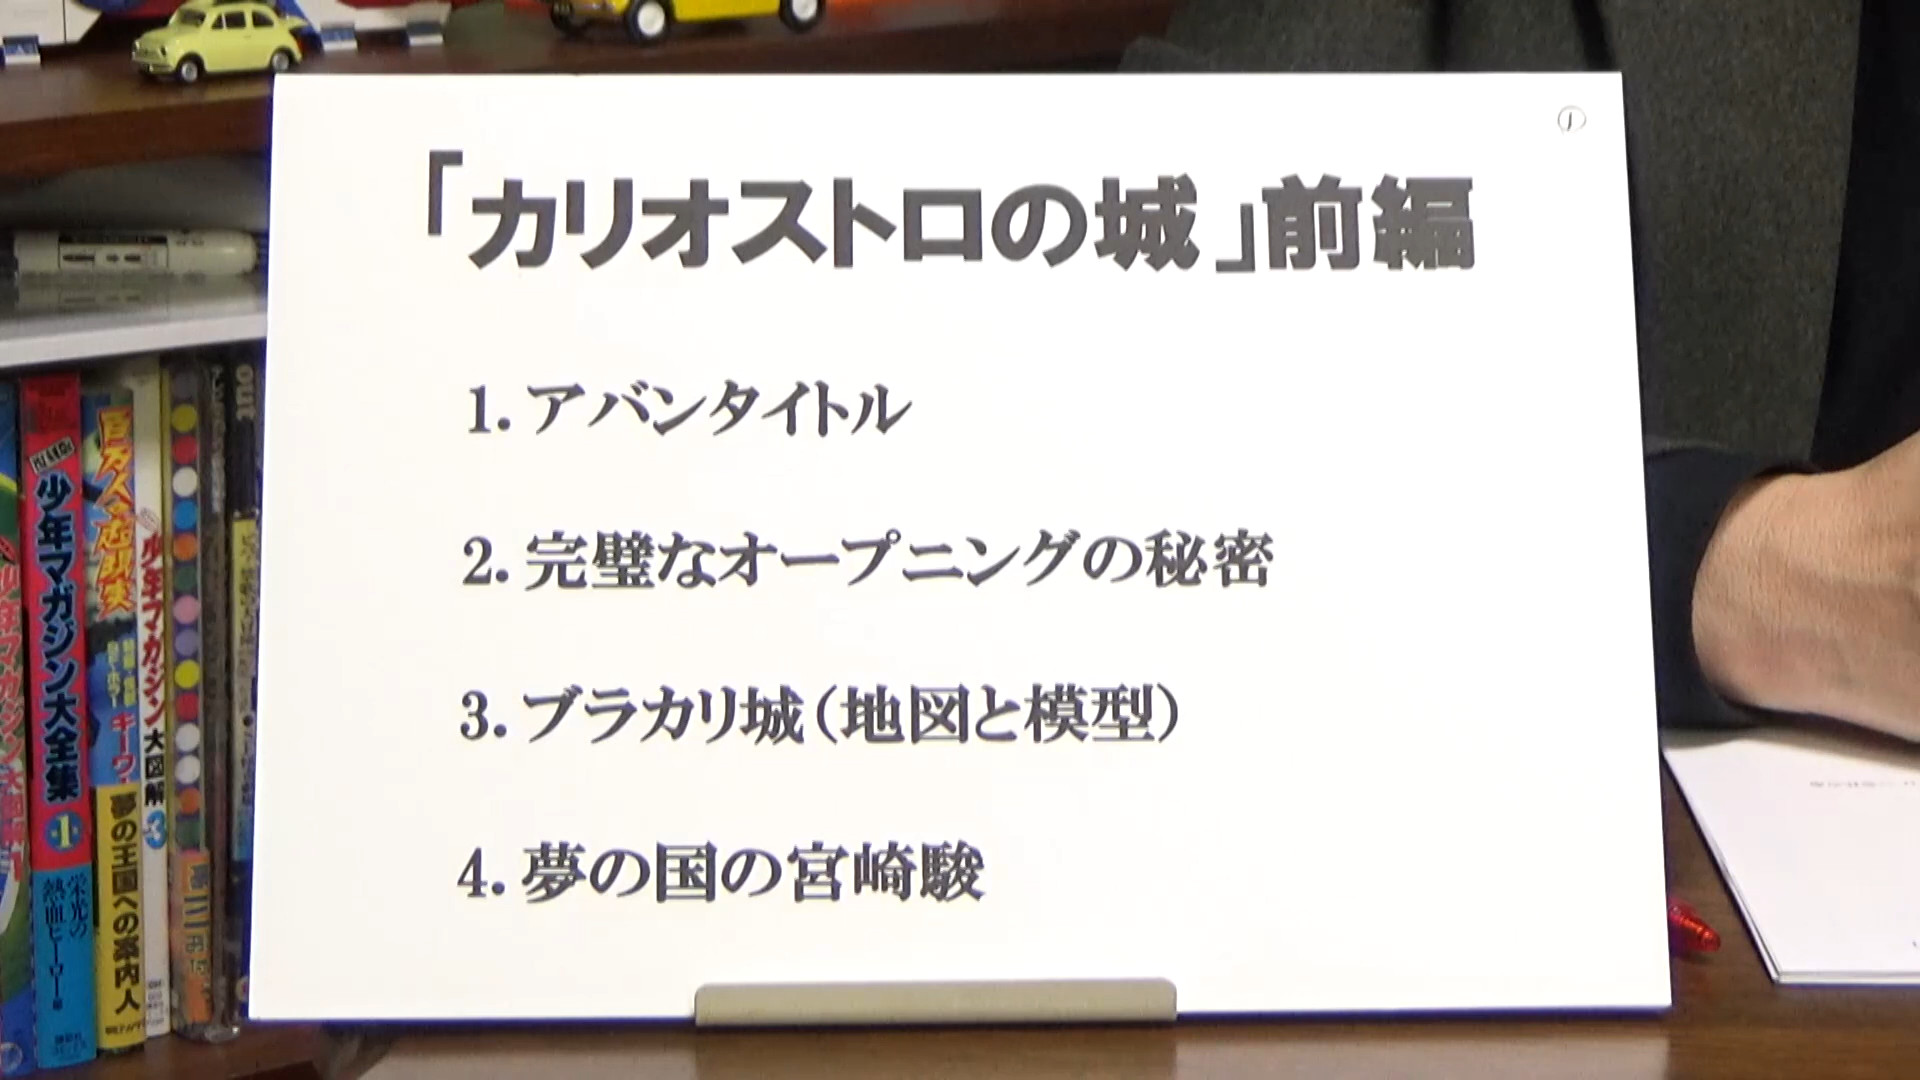 ①
「カリオストロの城」前編
1. アバンタイトル
2. 完璧なオープニングの秘密
3. ブラカリ城（地図と模型）
4. 夢の国の宮崎駿
少年マガジン大全集
1
栄光の
熱血ヒーロー編
夢の王国への案内人
少年マガジン大図解
3
out